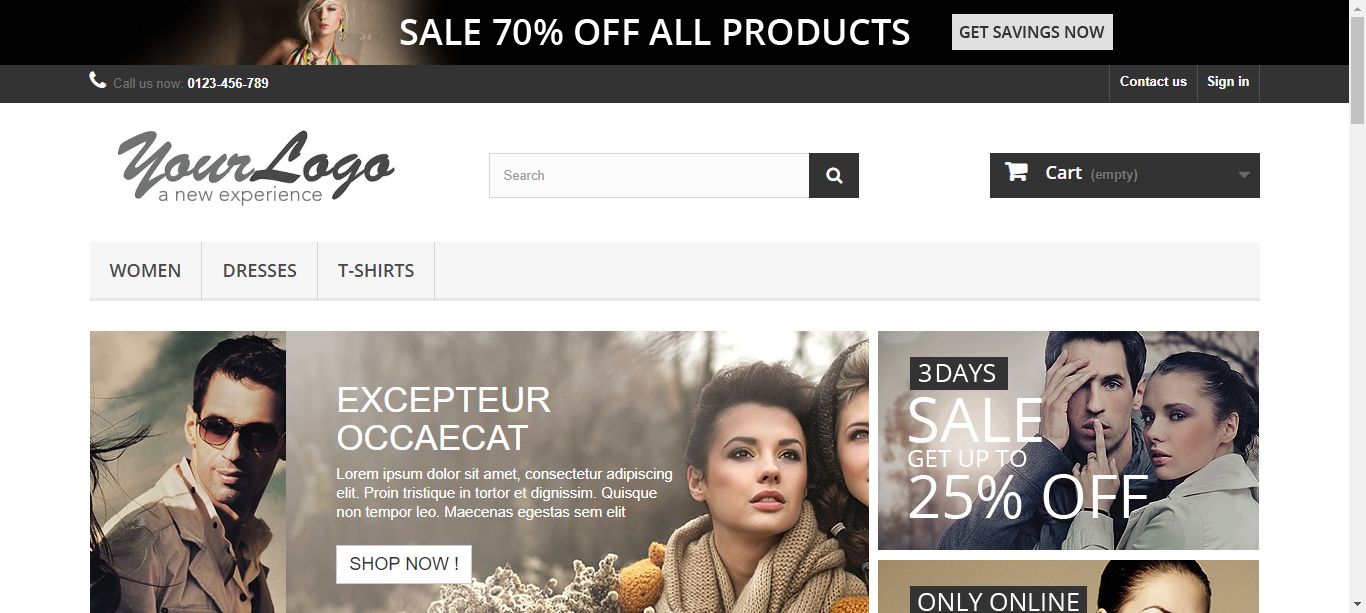 SALE 70% OFF ALL PRODUCTS GET SAVINGS NOW
Call us now: 0123-456-789 Contact us Sign in
YourLogo
a new experience
Search
Cart (empty)
WOMEN DRESSES T-SHIRTS
EXCEPTEUR
OCCAECAT
Lorem ipsum dolor sit amet, consectetur adipiscing
elit. Proin tristique in tortor et dignissim. Quisque
non tempor leo. Maecenas egestas sem elit
SHOP NOW !
3 DAYS
SALE
GET UP TO
25% OFF
ONLY ONLINE